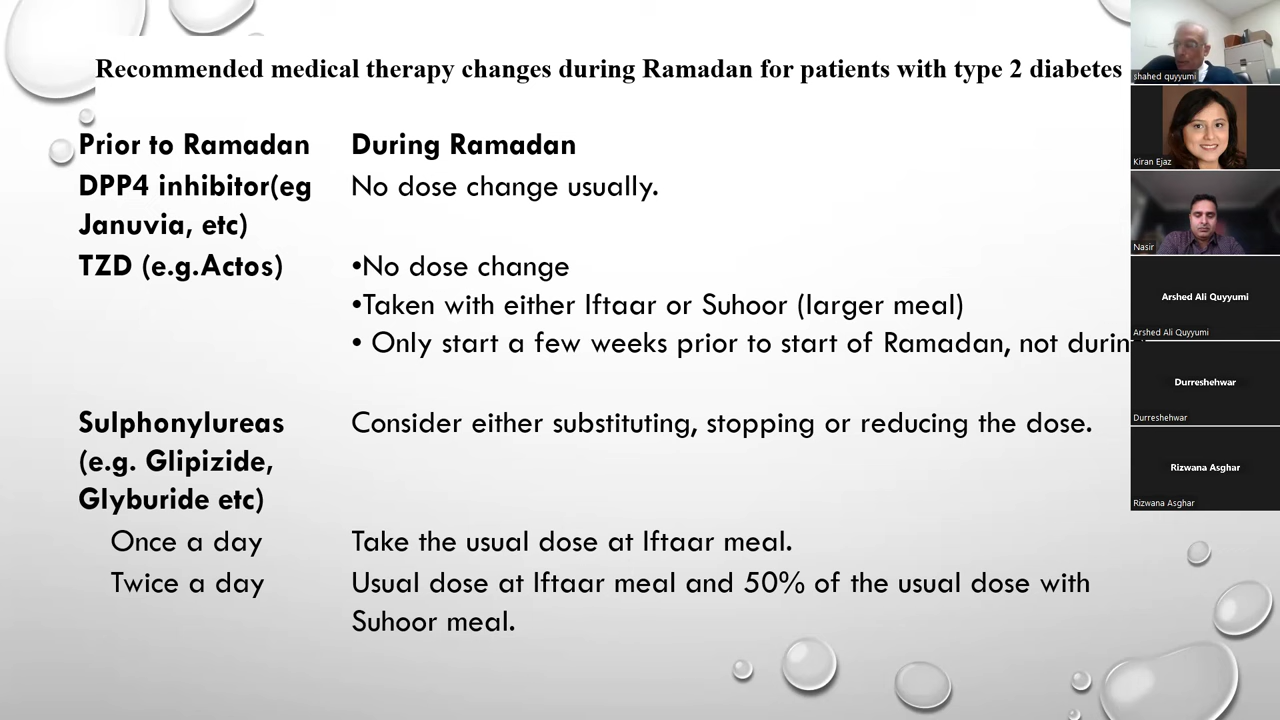 Recommended medical therapy changes during Ramadan for patients with type 2 diabetes
Prior to Ramadan During Ramadan
DPP4 inhibitor(eg No dose change usually.
Januvia, etc)
TZD (e.g.Actos) •No dose change
•Taken with either Iftaar or Suhoor (larger meal)
• Only start a few weeks prior to start of Ramadan, not durin
Sulphonylureas Consider either substituting, stopping or reducing the dose.
(e.g. Glipizide,
Glyburide etc)
Once a day Take the usual dose at Iftaar meal.
Twice a day Usual dose at Iftaar meal and 50% of the usual dose with
Suhoor meal.
shahed quyyumi
Kiran Ejaz
Nasir
Arshed Ali Quyyumi
Arshed Ali Quyyumi
Durreshehwar
Durreshehwar
Rizwana Asghar
Rizwana Asghar